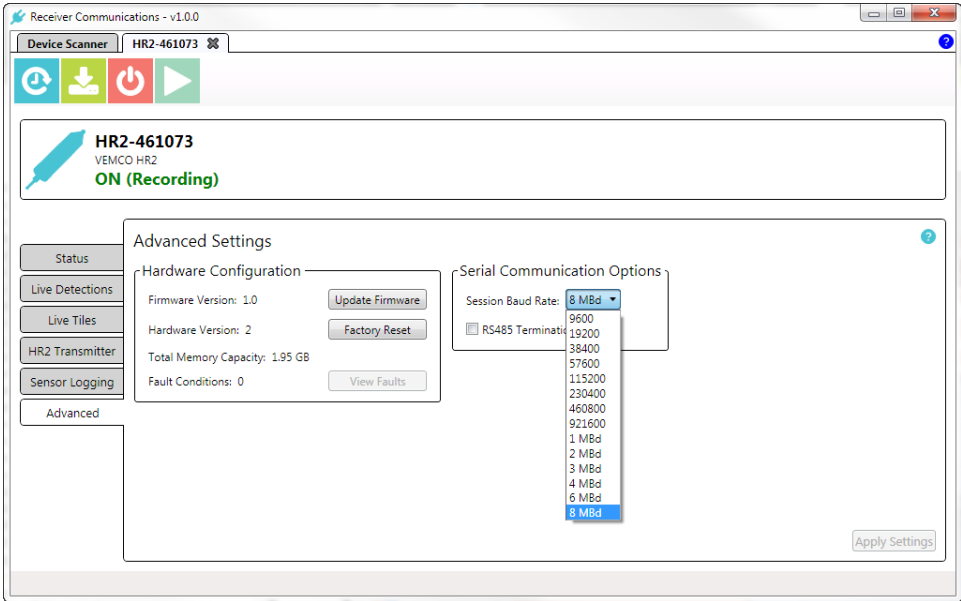 Receiver Communications - v1.0.0
Device Scanner
HR2-461073
?
HR2-461073
VEMCO HR2
ON (Recording)
Status
Live Detections
Live Tiles
HR2 Transmitter
Sensor Logging
Advanced
Advanced Settings
?
Hardware Configuration
Firmware Version: 1.0 Update Firmware
Hardware Version: 2 Factory Reset
Total Memory Capacity: 1.95 GB
Fault Conditions: 0 View Faults
Serial Communication Options
Session Baud Rate: 8 MBd
RS485 Terminatio
9600
19200
38400
57600
115200
230400
460800
921600
1 MBd
2 MBd
3 MBd
4 MBd
6 MBd
8 MBd
Apply Settings